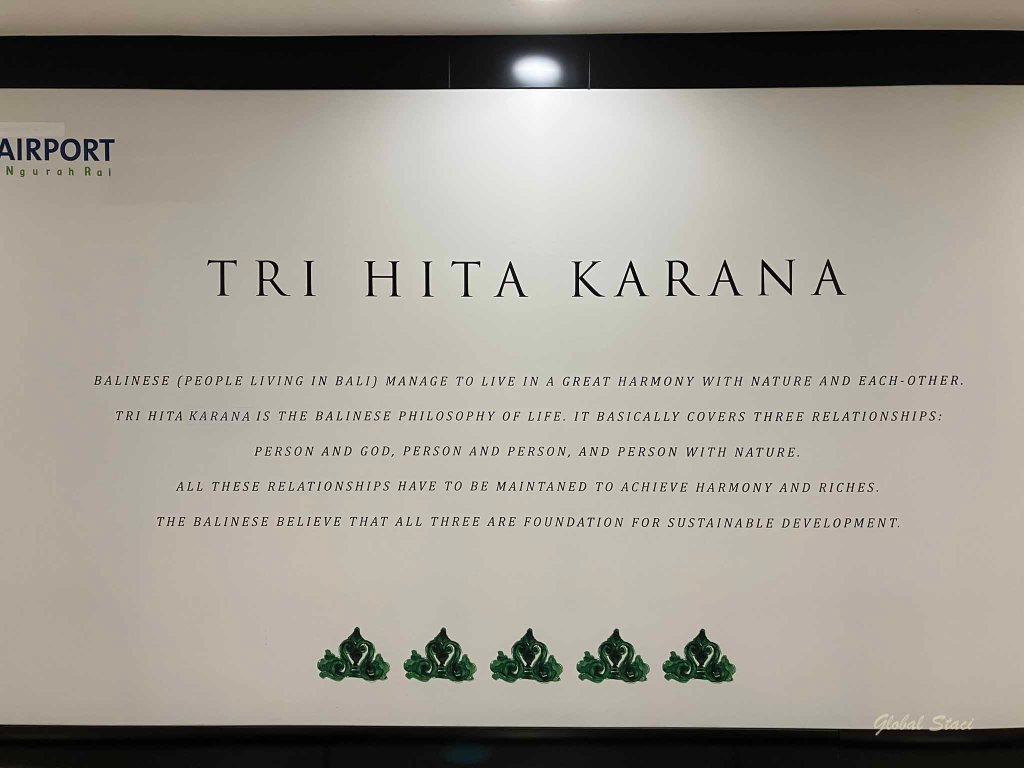 AIRPORT
Ngurah Rai
TRI HITA KARANA
BALINESE (PEOPLE LIVING IN BALI) MANAGE TO LIVE IN A GREAT HARMONY WITH NATURE AND EACH-OTHER.
TRI HITA KARANA IS THE BALINESE PHILOSOPHY OF LIFE. IT BASICALLY COVERS THREE RELATIONSHIPS:
PERSON AND GOD, PERSON AND PERSON, AND PERSON WITH NATURE.
ALL THESE RELATIONSHIPS HAVE TO BE MAINTANED TO ACHIEVE HARMONY AND RICHES.
THE BALINESE BELIEVE THAT ALL THREE ARE FOUNDATION FOR SUSTAINABLE DEVELOPMENT.
Global Staci